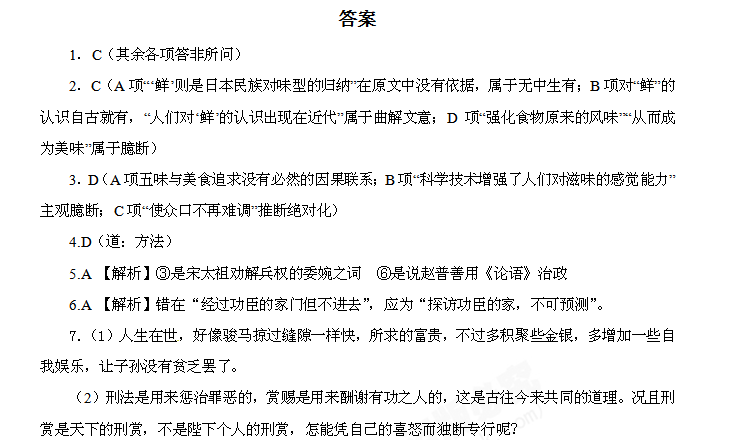 答案
1．C（其余各项答非所问）
2．C（A 项“‘鲜’则是日本民族对味型的归纳”在原文中没有依据，属于无中生有；B 项对“鲜”的
认识自古就有，“人们对‘鲜’的认识出现在近代”属于曲解文意；D 项“强化食物原来的风味”“从而成
为美味”属于臆断）
3．D（A 项五味与美食追求没有必然的因果联系；B 项“科学技术增强了人们对滋味的感觉能力”
主观臆断；C 项“使众口不再难调”推断绝对化）
4.D（道：方法）
5.A 【解析】③是宋太祖劝解兵权的委婉之词 ⑥是说赵普善用《论语》治政
6.A 【解析】错在“经过功臣的家门但不进去”，应为“探访功臣的家，不可预测”。
7.（1）人生在世，好像骏马掠过缝隙一样快，所求的富贵，不过多积聚些金银，多增加一些自
我娱乐，让子孙没有贫乏罢了。
（2）刑法是用来惩治罪恶的，赏赐是用来酬谢有功之人的，这是古往今来共同的道理。况且刑
赏是天下的刑赏，不是陛下个人的刑赏，怎能凭自己的喜怒而独断专行呢？